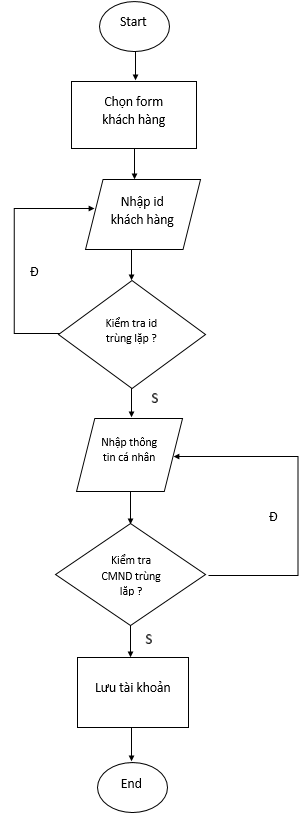 Start
Chọn form
khách hàng
Nhập id
khách hàng
Đ
Kiểm tra id
trùng lặp ?
S
Nhập thông
tin cá nhân
Đ
Kiểm tra
CMND trùng
lặp ?
S
Lưu tài khoản
End